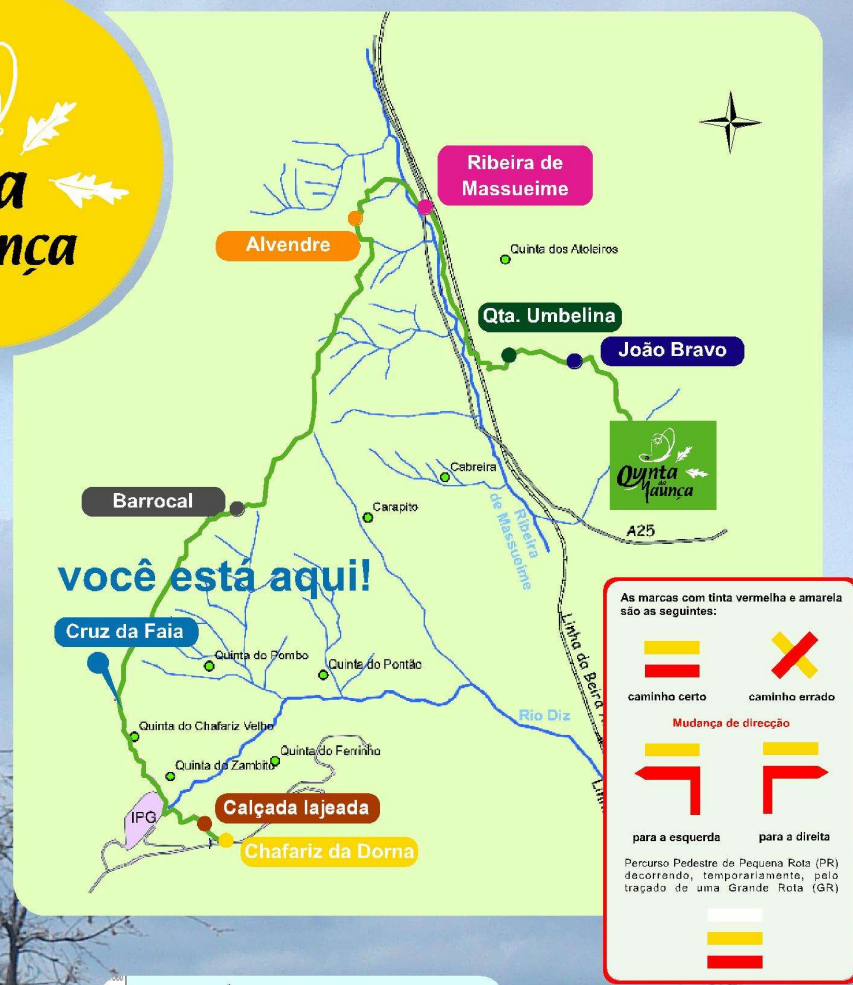 Ribeira de
Massueime
Alvendre
Quinta dos Atoleiros
Qta. Umbelina
João Bravo
Quinta
da
Maunça
Barrocal
Cabreira
Carapito
Ribeira
de Massueime
A25
você está aqui!
Cruz da Faia
Quinta do Pombo
Quinta do Pontão
Linha da Beira
Rio Diz
Quinta do Chafariz Velho
Quinta do Ferrinho
Quinta do Zambito
IPG
Calçada lajeada
Chafariz da Dorna
As marcas com tinta vermelha e amarela
são as seguintes:
caminho certo
caminho errado
Mudança de direcção
para a esquerda
para a direita
Percurso Pedestre de Pequena Rota (PR)
decorrendo, temporariamente, pelo
traçado de uma Grande Rota (GR)